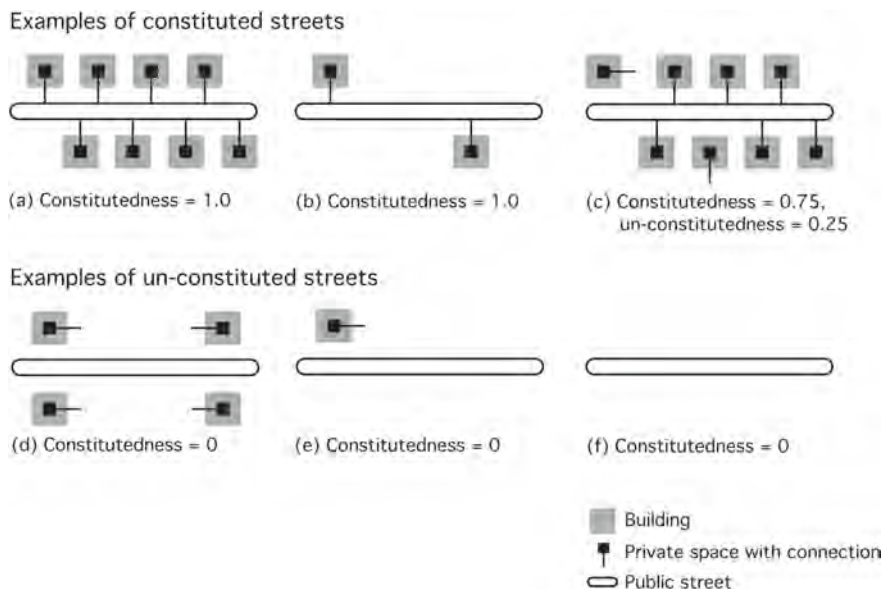 Examples of constituted streets
(a) Constitutedness = 1.0
(b) Constitutedness = 1.0
(c) Constitutedness = 0.75,
un-constitutedness = 0.25
Examples of un-constituted streets
(d) Constitutedness = 0
(e) Constitutedness = 0
(f) Constitutedness = 0
Building
Private space with connection
Public street